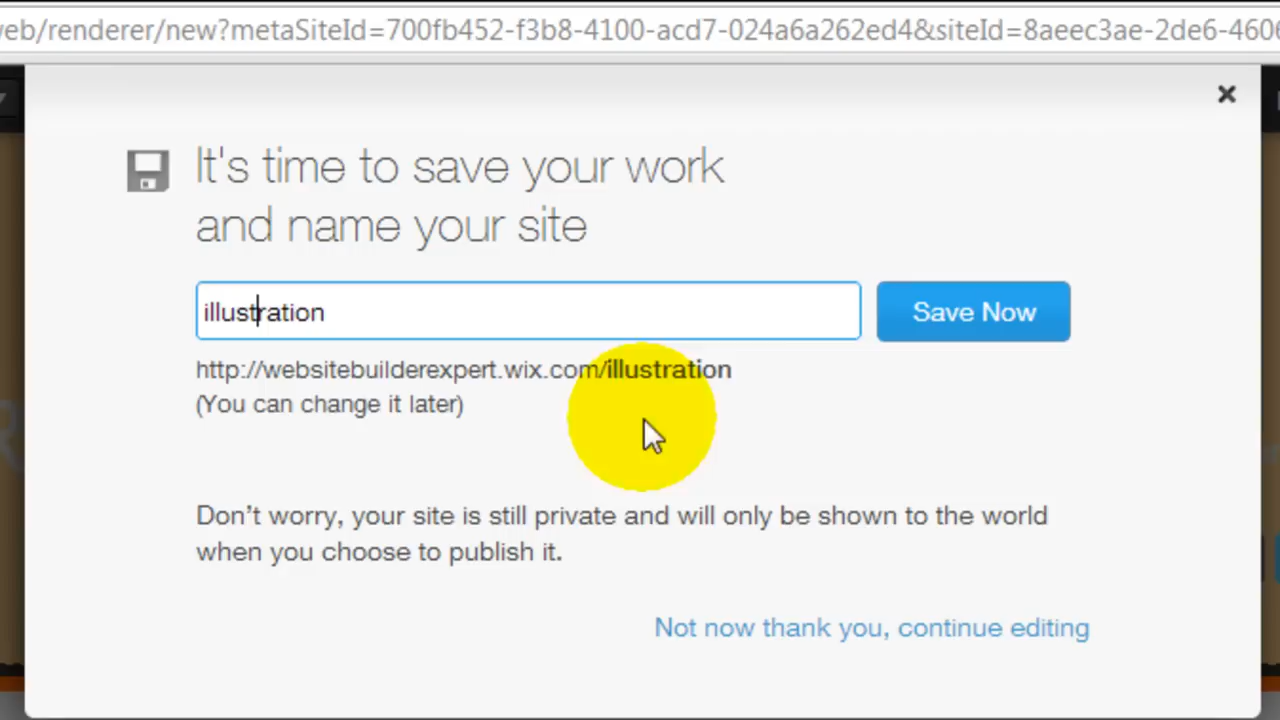 veb/renderer/new?metaSiteId=700fb452-f3b8-4100-acd7-024a6a262ed4&siteId=8aeec3ae-2de6-4606
It's time to save your work
and name your site
illustration
Save Now
http://websitebuilderexpert.wix.com/illustration
(You can change it later)
Don't worry, your site is still private and will only be shown to the world
when you choose to publish it.
Not now thank you, continue editing